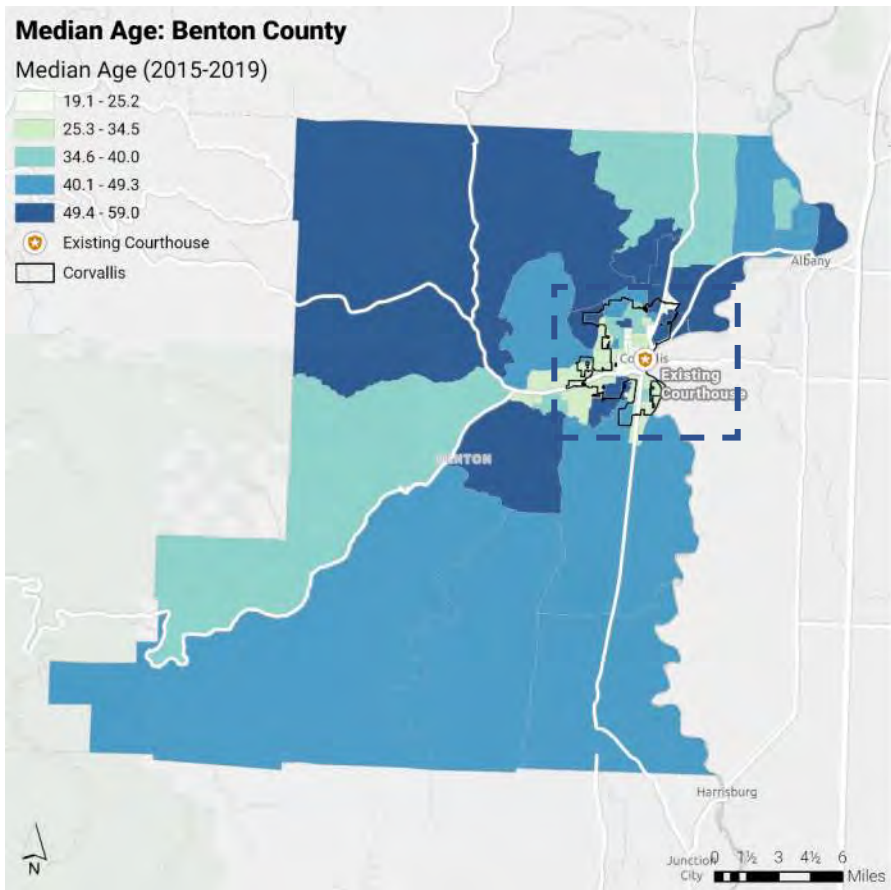 Median Age: Benton County
Median Age (2015-2019)
19.1 - 25.2
25.3 - 34.5
34.6 - 40.0
40.1 - 49.3
49.4 - 59.0
Existing Courthouse
Corvallis
Albany
Existing
Courthouse
Harrisburg
Junction
City
0 1½ 3 4½ 6
Miles
N